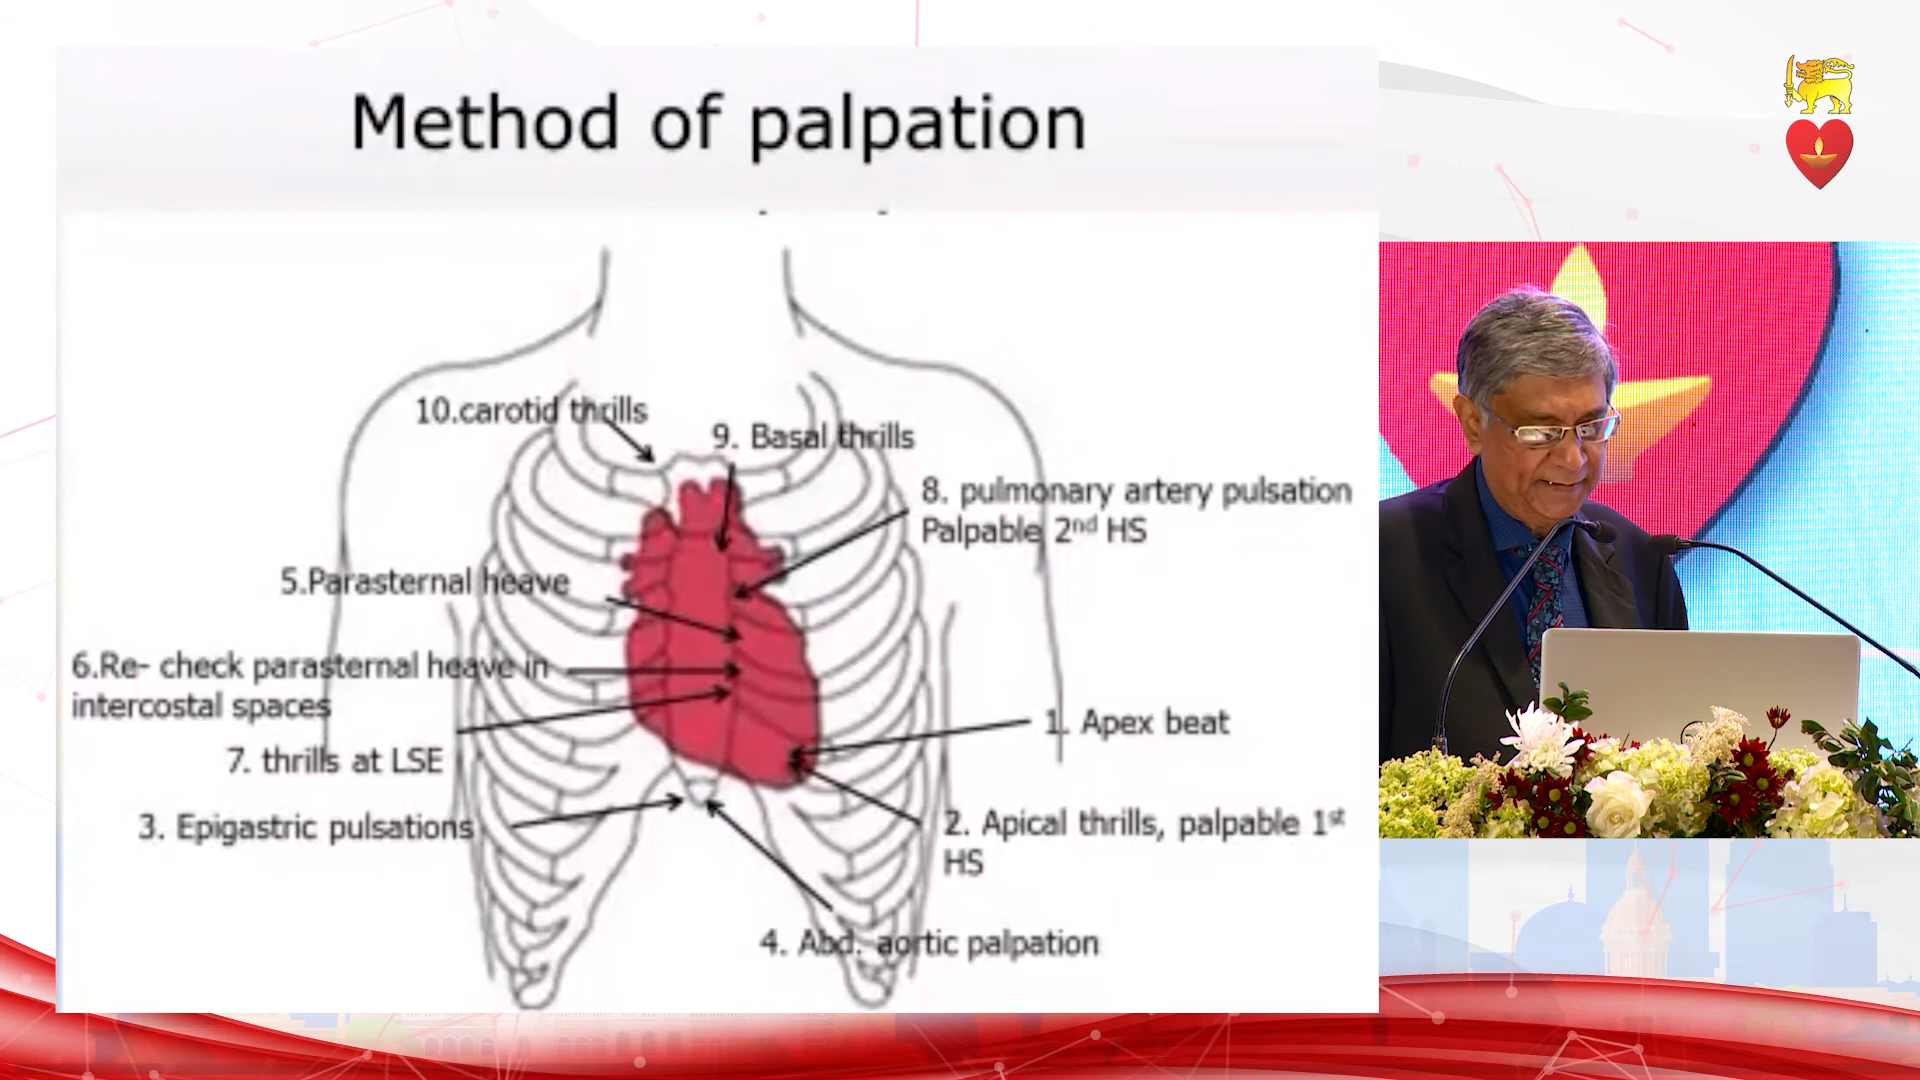 Method of palpation
10.carotid thrills
9. Basal thrills
8. pulmonary artery pulsation
Palpable 2nd HS
5.Parasternal heave
6.Re- check parasternal heave in
intercostal spaces
7. thrills at LSE
1. Apex beat
3. Epigastric pulsations
2. Apical thrills, palpable 1st
HS
4. Abd. aortic palpation